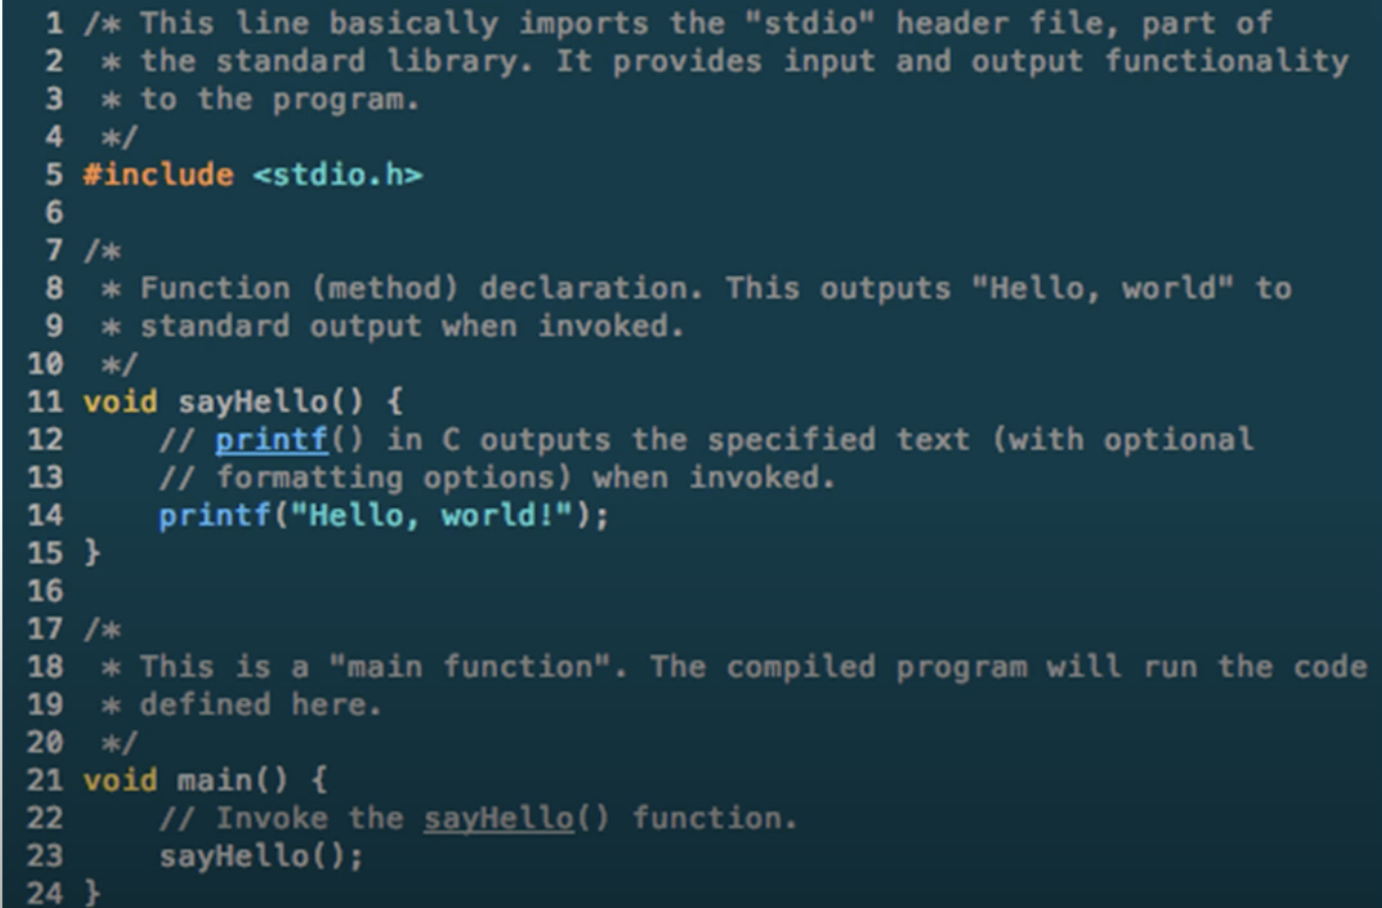 1 /* This line basically imports the "stdio" header file, part of
2  * the standard library. It provides input and output functionality
3  * to the program.
4  */
5 #include <stdio.h>
6
7 /*
8  * Function (method) declaration. This outputs "Hello, world" to
9  * standard output when invoked.
10  */
11 void sayHello() {
12     // printf() in C outputs the specified text (with optional
13     // formatting options) when invoked.
14     printf("Hello, world!");
15 }
16
17 /*
18  * This is a "main function". The compiled program will run the code
19  * defined here.
20  */
21 void main() {
22     // Invoke the sayHello() function.
23     sayHello();
24 }